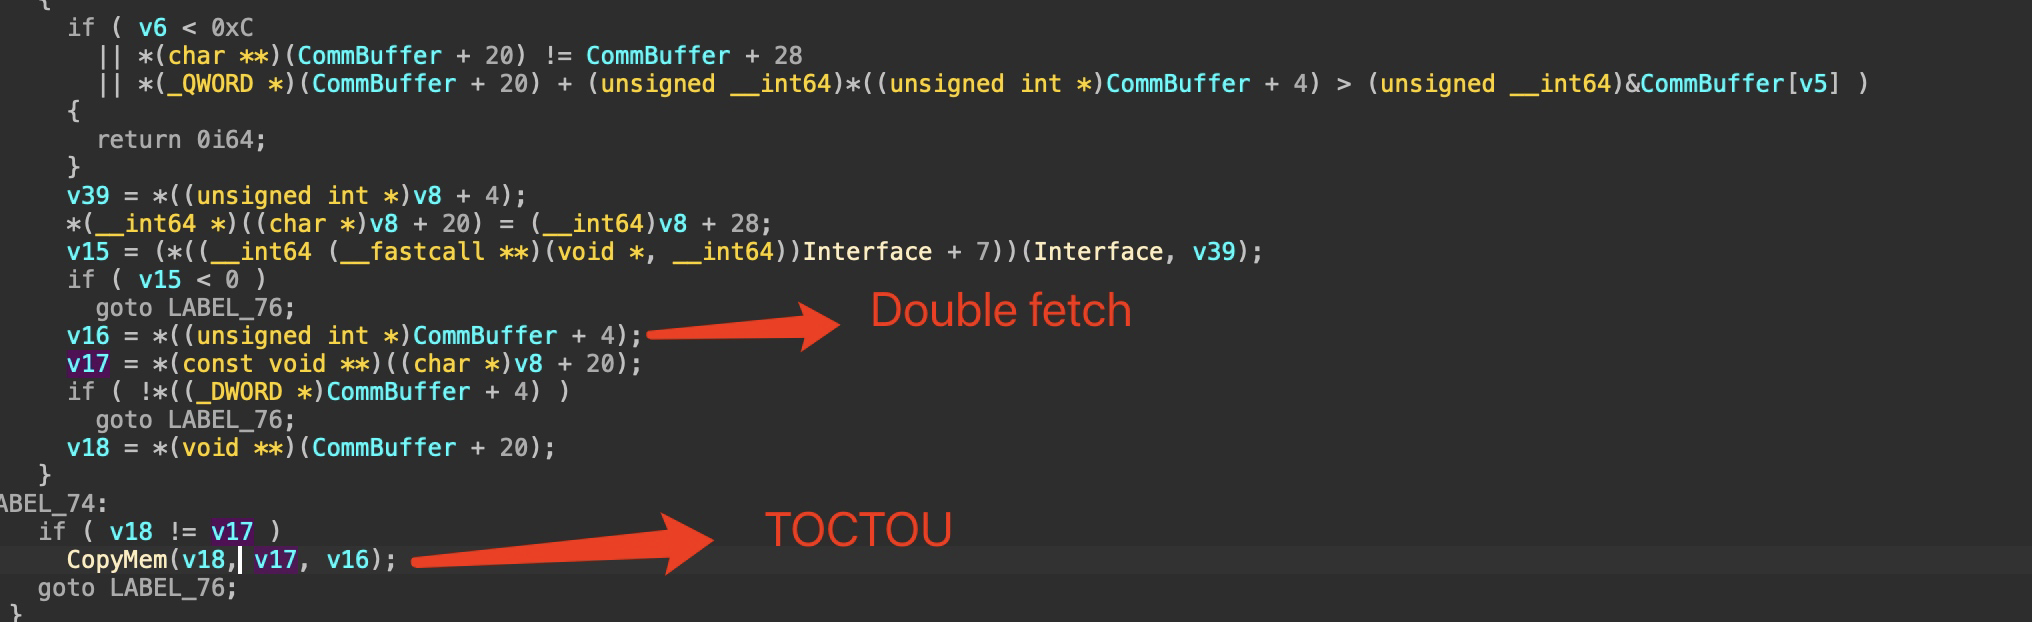 {
if ( v6 < 0xC
|| *(char **)(CommBuffer + 20) != CommBuffer + 28
|| *(_QWORD *)(CommBuffer + 20) + (unsigned __int64)*((unsigned int *)CommBuffer + 4) > (unsigned __int64)&CommBuffer[v5] )
{
return 0i64;
}
v39 = *((unsigned int *)v8 + 4);
*(__int64 *)((char *)v8 + 20) = (__int64)v8 + 28;
v15 = (*((__int64 (__fastcall **)(void *, __int64))Interface + 7))(Interface, v39);
if ( v15 < 0 )
goto LABEL_76;
v16 = *((unsigned int *)CommBuffer + 4); Double fetch
v17 = *(const void **)((char *)v8 + 20);
if ( !*((_DWORD *)CommBuffer + 4) )
goto LABEL_76;
v18 = *(void **)(CommBuffer + 20);
}
ABEL_74:
if ( v18 != v17 )
CopyMem(v18, v17, v16); TOCTOU
goto LABEL_76;
}